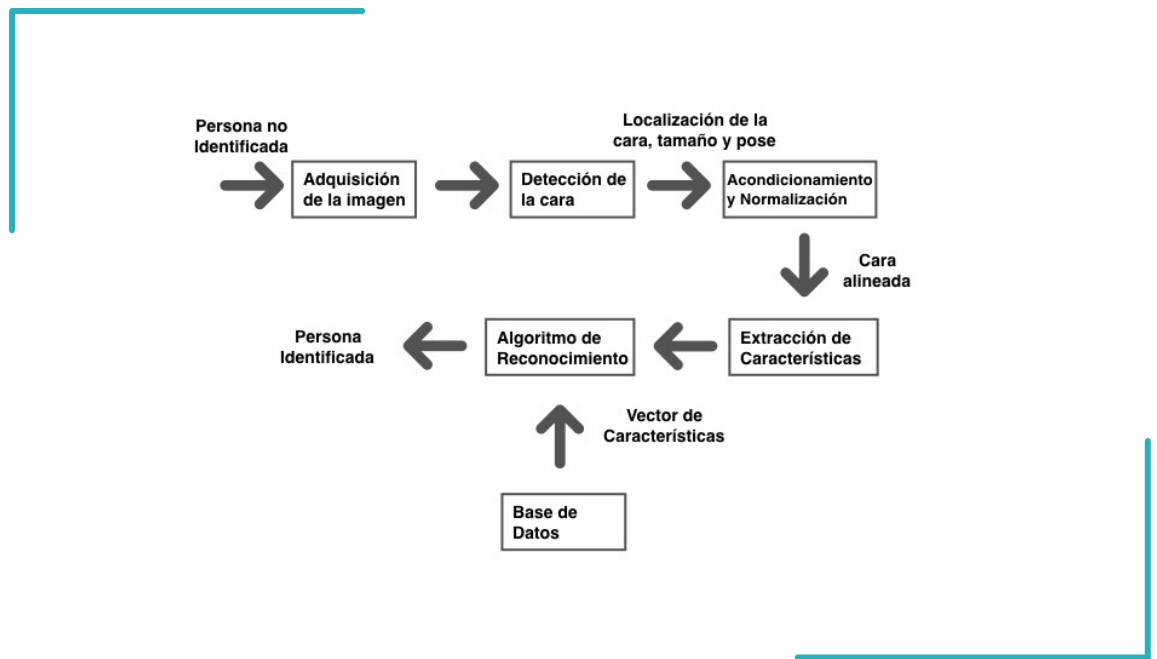 Persona no
Identificada
Adquisición
de la imagen
Detección de
la cara
Localización de la
cara, tamaño y pose
Acondicionamiento
y Normalización
Cara
alineada
Extracción de
Características
Algoritmo de
Reconocimiento
Persona
Identificada
Vector de
Características
Base de
Datos